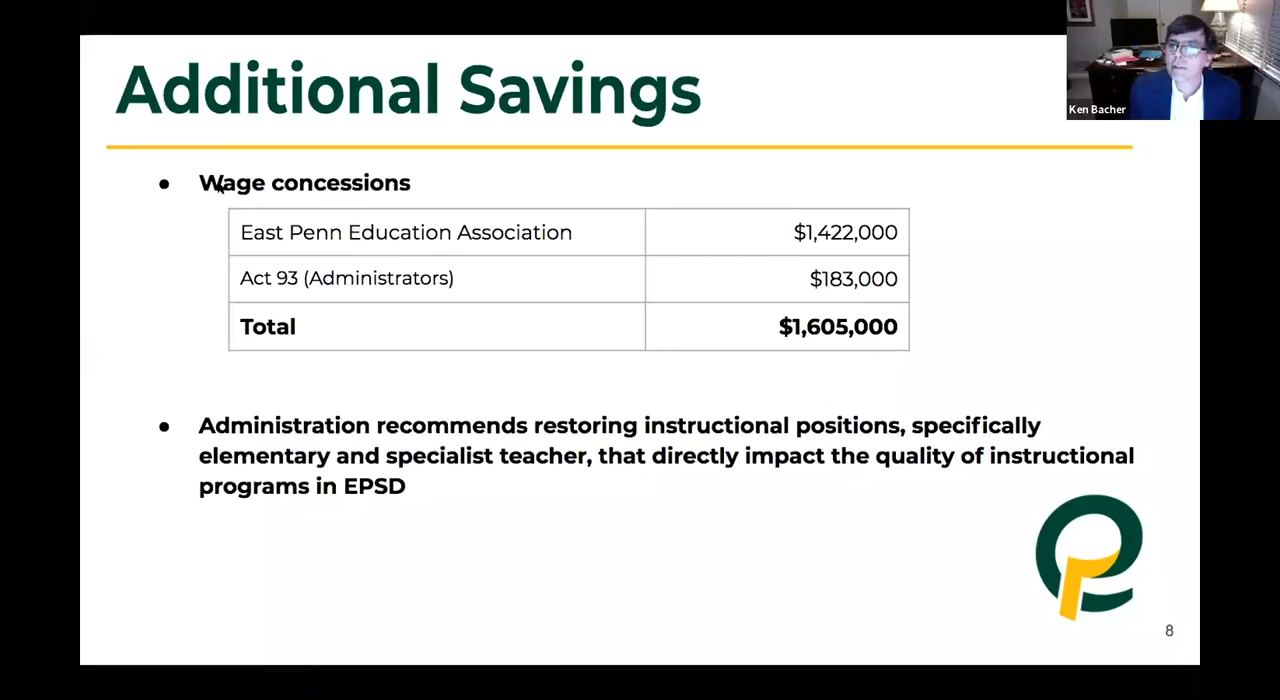 Additional Savings
Ken Bacher
● Wage concessions
East Penn Education Association $1,422,000
Act 93 (Administrators) $183,000
Total $1,605,000
● Administration recommends restoring instructional positions, specifically
elementary and specialist teacher, that directly impact the quality of instructional
programs in EPSD
8